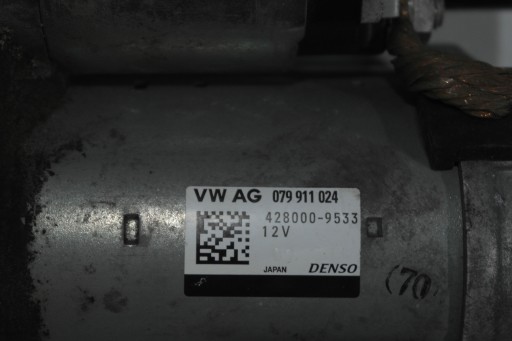 VW AG 079 911 024
428000-9533
12V
JAPAN DENSO
(70)